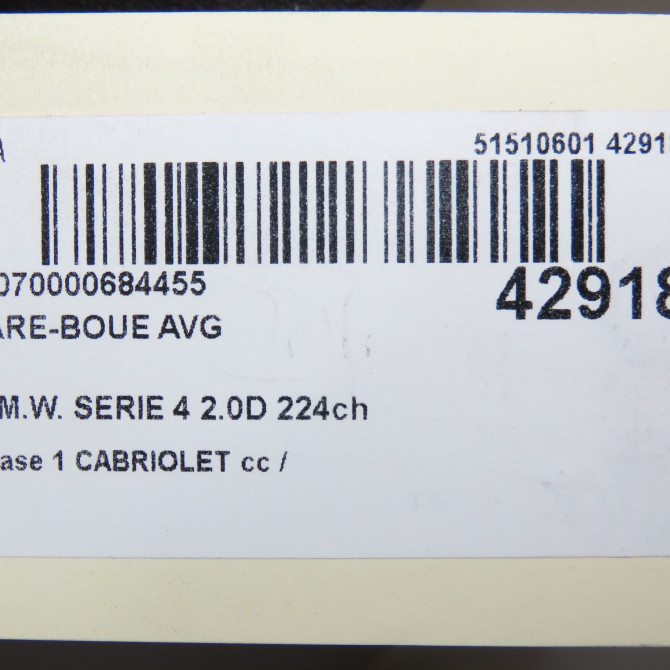 A 51510601 4291
070000684455 42918
ARE-BOUE AVG
M.W. SERIE 4 2.0D 224ch
ase 1 CABRIOLET cc /